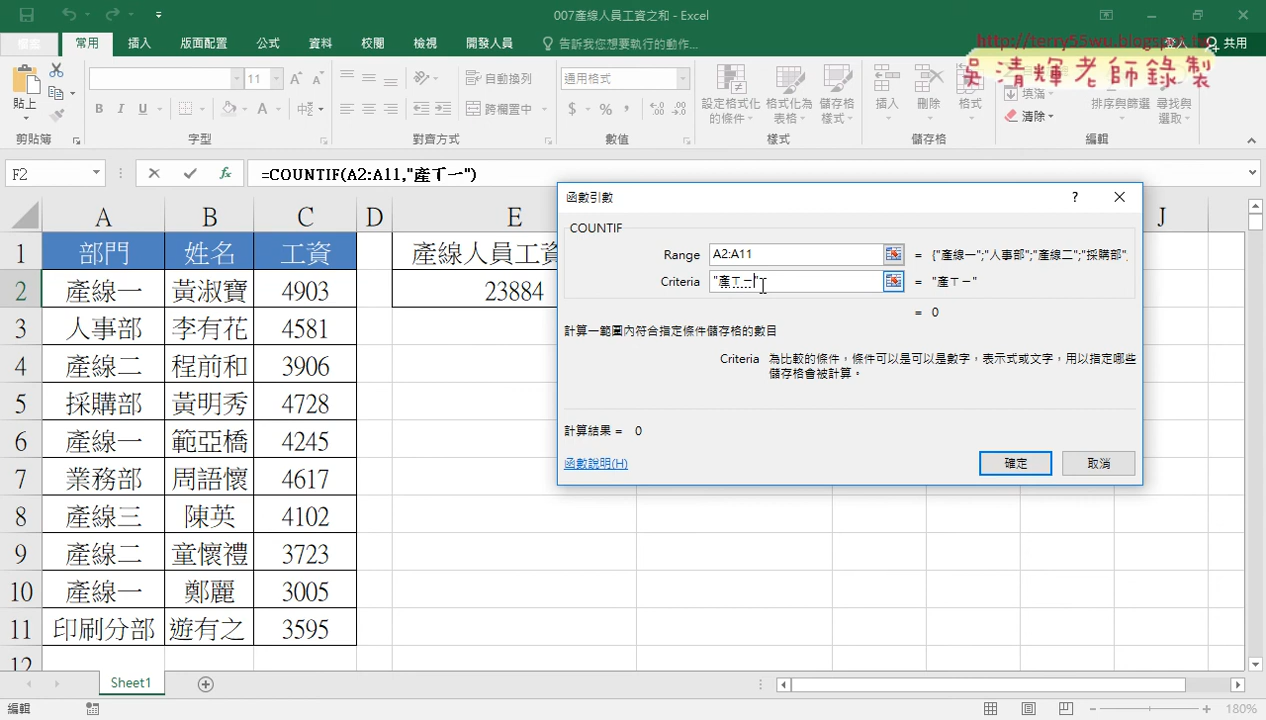 007產線人員工資之和 - Excel
http://terry55wu.blogspot.tw
吳清輝老師錄製
檔案 常用 插入 版面配置 公式 資料 校閱 檢視 開發人員 告訴我您想要執行的動作... 登入 共用
貼上 11 A A 自動換列 通用格式 設定格式化的條件 格式化為表格 儲存格樣式 插入 刪除 格式 填滿 清除 排序與篩選 尋找與選取
B I U A 中 跨欄置中 $ % ,
剪貼簿 字型 對齊方式 數值 樣式 儲存格 編輯
F2 fx =COUNTIF(A2:A11,"產ㄒㄧ")
A B C D E J
1 部門 姓名 工資 產線人員工資
2 產線一 黃淑寶 4903 23884
3 人事部 李有花 4581
4 產線二 程前和 3906
5 採購部 黃明秀 4728
6 產線一 範亞橋 4245
7 業務部 周語懷 4617
8 產線三 陳英 4102
9 產線二 童懷禮 3723
10 產線一 鄭麗 3005
11 印刷分部 遊有之 3595
12
函數引數 ?
COUNTIF
Range A2:A11 = {"產線一";"人事部";"產線二";"採購部";
Criteria "產ㄒㄧ" = "產ㄒㄧ"
= 0
計算一範圍內符合指定條件儲存格的數目
Criteria 為比較的條件，條件可以是可以是數字，表示式或文字，用以指定哪些
儲存格會被計算。
計算結果 = 0
函數說明(H) 確定 取消
Sheet1
編輯 180%